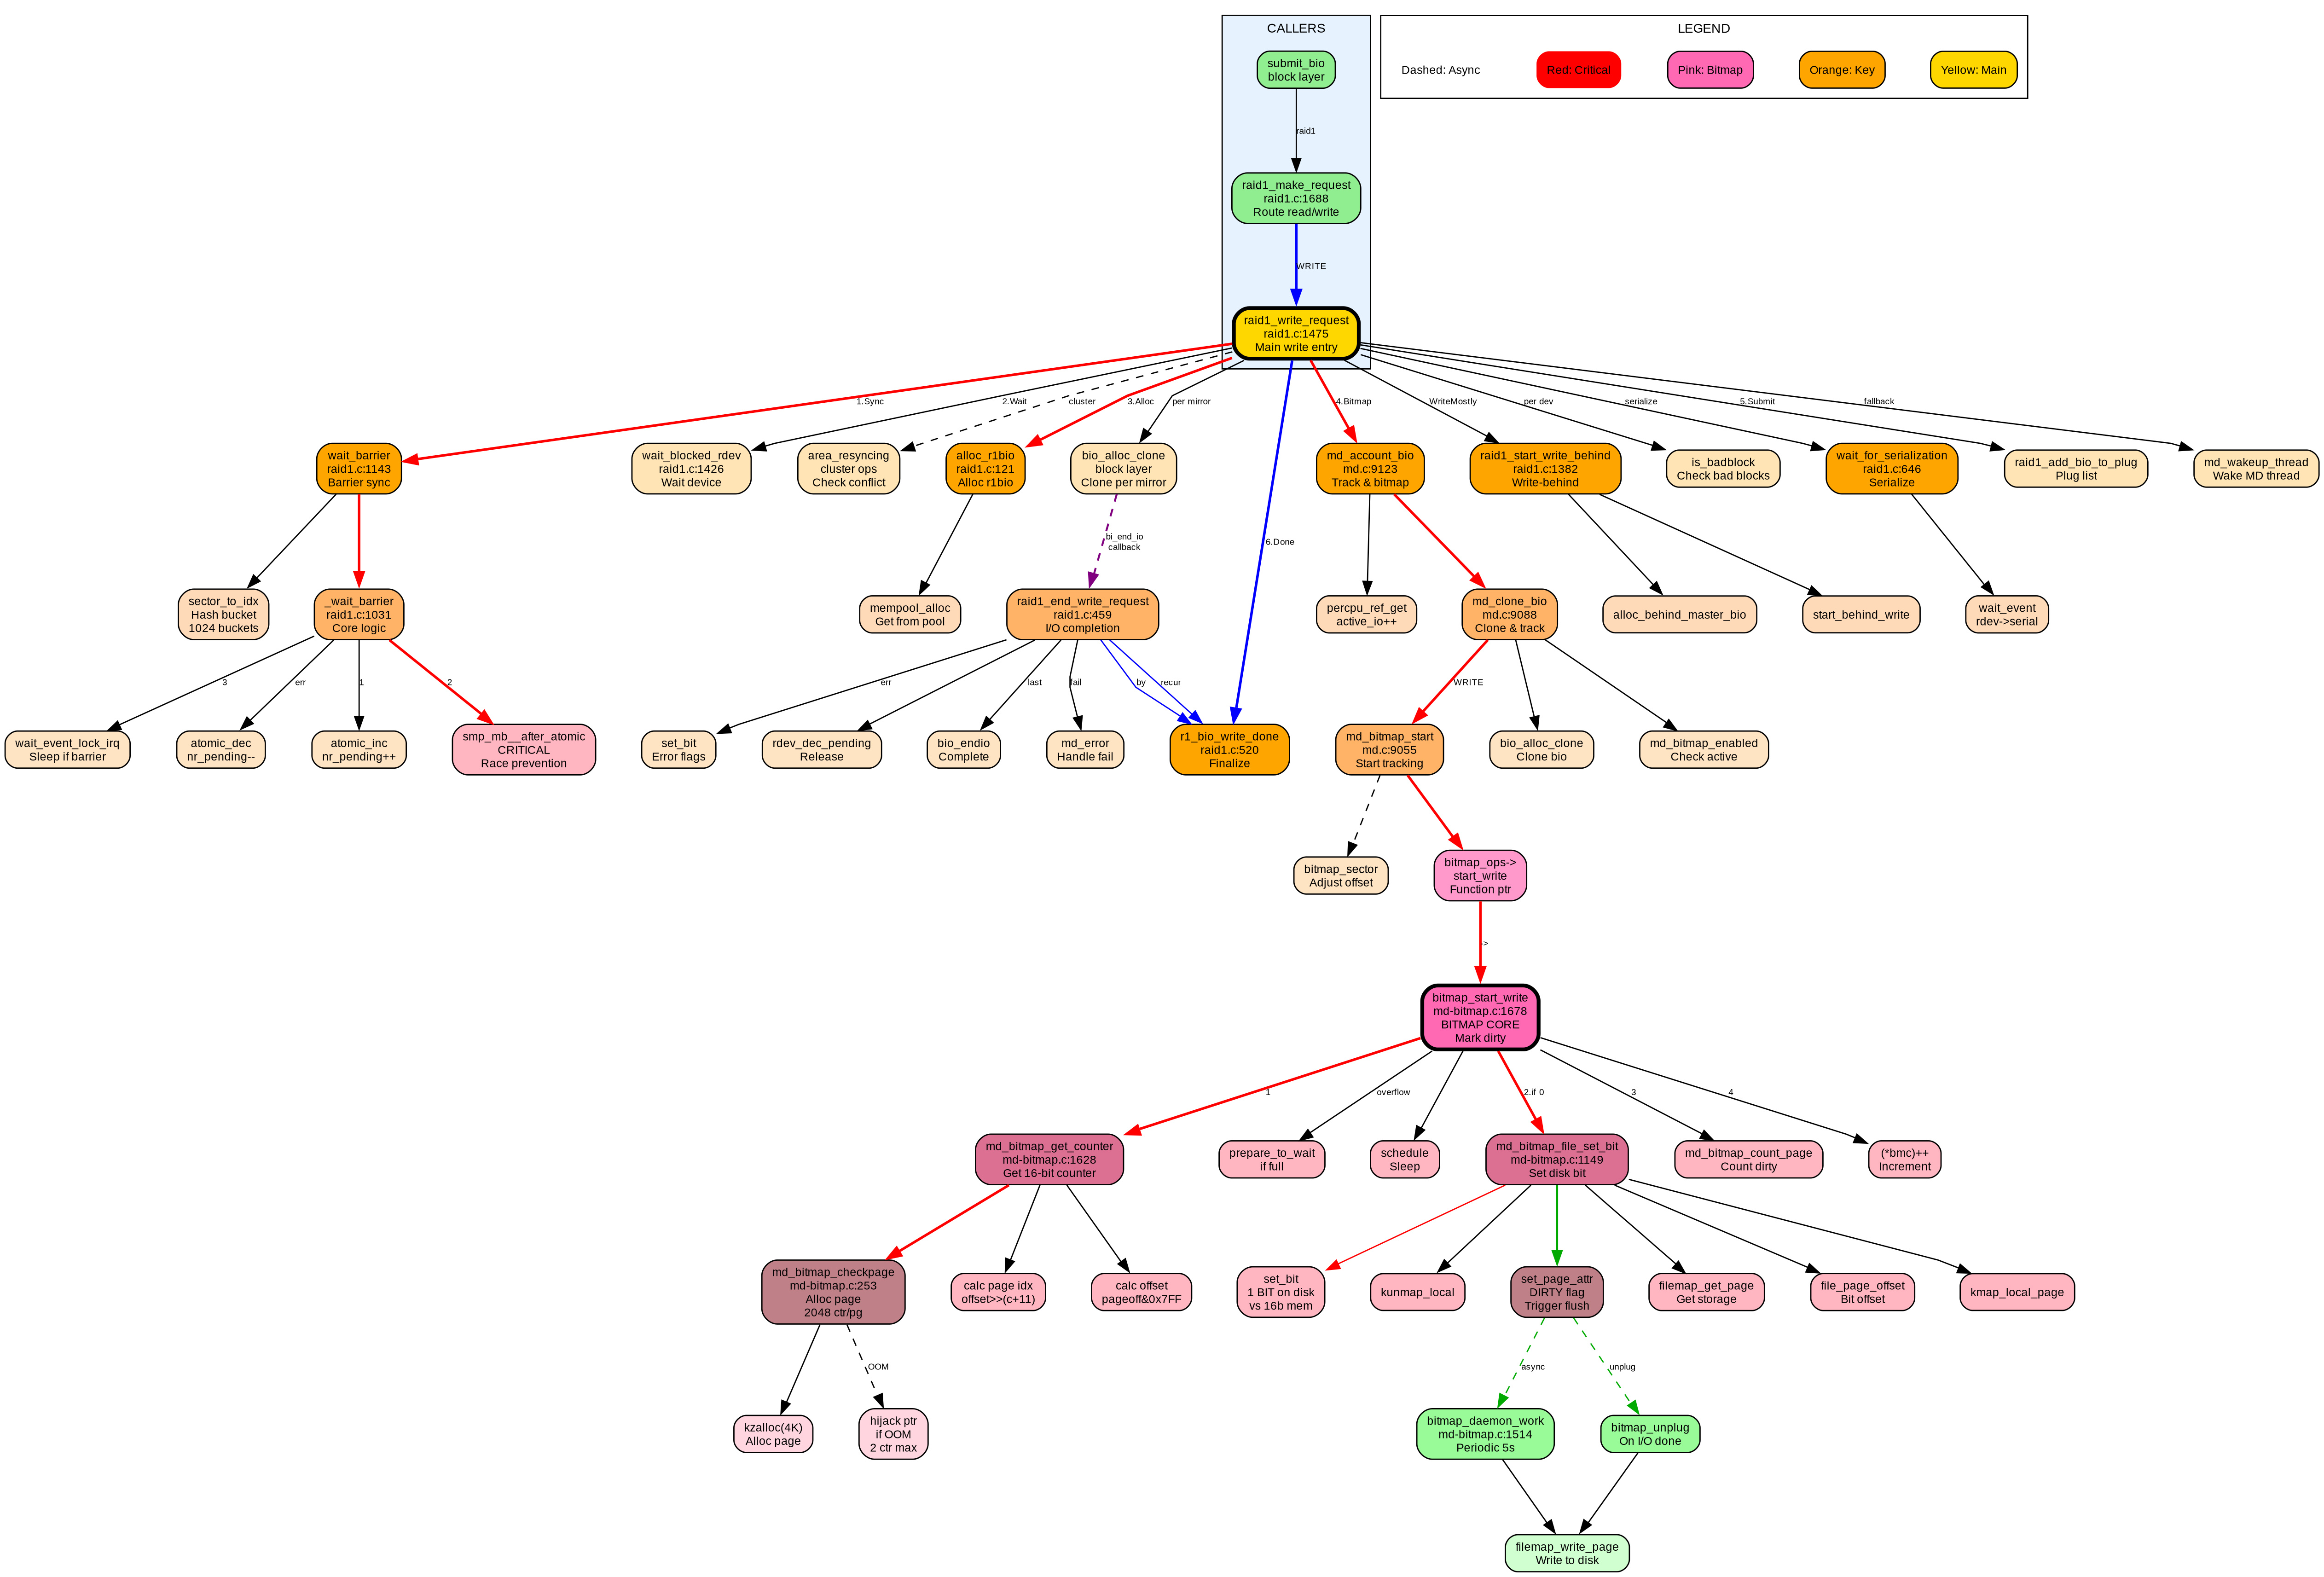 CALLERS
LEGEND
submit_bio
block layer
Dashed: Async
Red: Critical
Pink: Bitmap
Orange: Key
Yellow: Main
raid1
raid1_make_request
raid1.c:1688
Route read/write
WRITE
raid1_write_request
raid1.c:1475
Main write entry
1.Sync
2.Wait
cluster
3.Alloc
per mirror
4.Bitmap
WriteMostly
per dev
serialize
5.Submit
fallback
wait_barrier
raid1.c:1143
Barrier sync
wait_blocked_rdev
raid1.c:1426
Wait device
area_resyncing
cluster ops
Check conflict
alloc_r1bio
raid1.c:121
Alloc r1bio
bio_alloc_clone
block layer
Clone per mirror
md_account_bio
md.c:9123
Track & bitmap
raid1_start_write_behind
raid1.c:1382
Write-behind
is_badblock
Check bad blocks
wait_for_serialization
raid1.c:646
Serialize
raid1_add_bio_to_plug
Plug list
md_wakeup_thread
Wake MD thread
bi_end_io
callback
6.Done
sector_to_idx
Hash bucket
1024 buckets
_wait_barrier
raid1.c:1031
Core logic
mempool_alloc
Get from pool
raid1_end_write_request
raid1.c:459
I/O completion
percpu_ref_get
active_io++
md_clone_bio
md.c:9088
Clone & track
alloc_behind_master_bio
start_behind_write
wait_event
rdev->serial
3
err
1
2
err
last
fail
by
recur
WRITE
wait_event_lock_irq
Sleep if barrier
atomic_dec
nr_pending--
atomic_inc
nr_pending++
smp_mb__after_atomic
CRITICAL
Race prevention
set_bit
Error flags
rdev_dec_pending
Release
bio_endio
Complete
md_error
Handle fail
r1_bio_write_done
raid1.c:520
Finalize
md_bitmap_start
md.c:9055
Start tracking
bio_alloc_clone
Clone bio
md_bitmap_enabled
Check active
bitmap_sector
Adjust offset
bitmap_ops->
start_write
Function ptr
->
bitmap_start_write
md-bitmap.c:1678
BITMAP CORE
Mark dirty
1
overflow
2.if 0
3
4
md_bitmap_get_counter
md-bitmap.c:1628
Get 16-bit counter
prepare_to_wait
if full
schedule
Sleep
md_bitmap_file_set_bit
md-bitmap.c:1149
Set disk bit
md_bitmap_count_page
Count dirty
(*bmc)++
Increment
md_bitmap_checkpage
md-bitmap.c:253
Alloc page
2048 ctr/pg
calc page idx
offset>>(c+11)
calc offset
pageoff&0x7FF
set_bit
1 BIT on disk
vs 16b mem
kunmap_local
set_page_attr
DIRTY flag
Trigger flush
filemap_get_page
Get storage
file_page_offset
Bit offset
kmap_local_page
OOM
async
unplug
kzalloc(4K)
Alloc page
hijack ptr
if OOM
2 ctr max
bitmap_daemon_work
md-bitmap.c:1514
Periodic 5s
bitmap_unplug
On I/O done
filemap_write_page
Write to disk